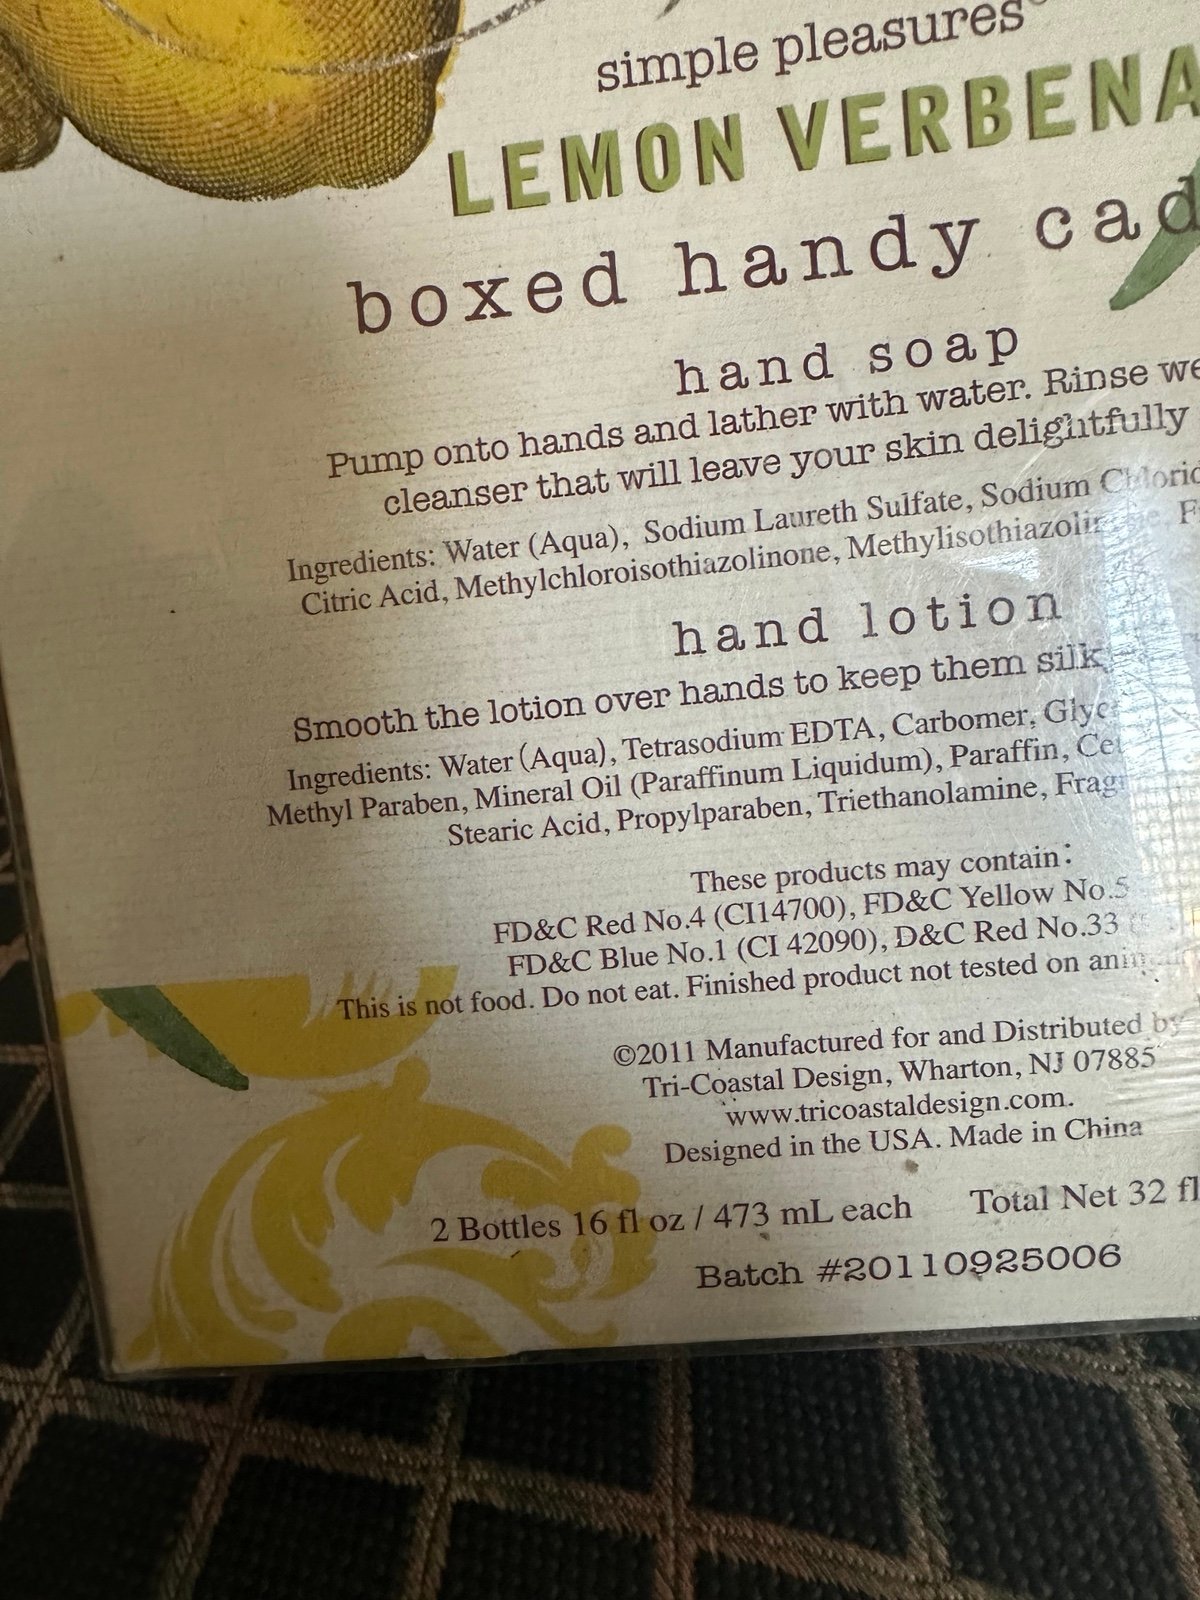 simple pleasures®
LEMON VERBENA
boxed handy
hand soap
Pump onto hands and lather with water. Rinse
cleanser that will leave your skin delightfully
Ingredients: Water (Aqua), Sodium Laureth Sulfate, Sodium
Citric Acid, Methylchloroisothiazolinone,
hand lotion
Smooth the lotion over hands to keep them
Ingredients: Water (Aqua), Tetrasodium EDTA, Carbomer,
Methyl Paraben, Mineral Oil (Paraffinum Liquidum), Paraffin,
Stearic Acid, Propylparaben, Triethanolamine,
These products may contain:
FD&C Red No.4 (CI14700), FD&C Yellow No.5
FD&C Blue No.1 (CI 42090), D&C Red No.33
This is not food. Do not eat. Finished product not tested on
©2011 Manufactured for and Distributed by
Tri-Coastal Design, Wharton, NJ 07885
www.tricoastaldesign.com.
Designed in the USA. Made in China
2 Bottles 16 fl oz / 473 mL each Total Net 32 fl
Batch #20110925006